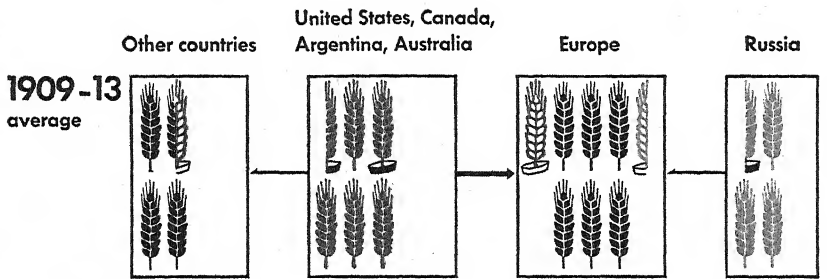 United States, Canada,
Other countries
Argentina, Australia
Europe
Russia
1909-13
average